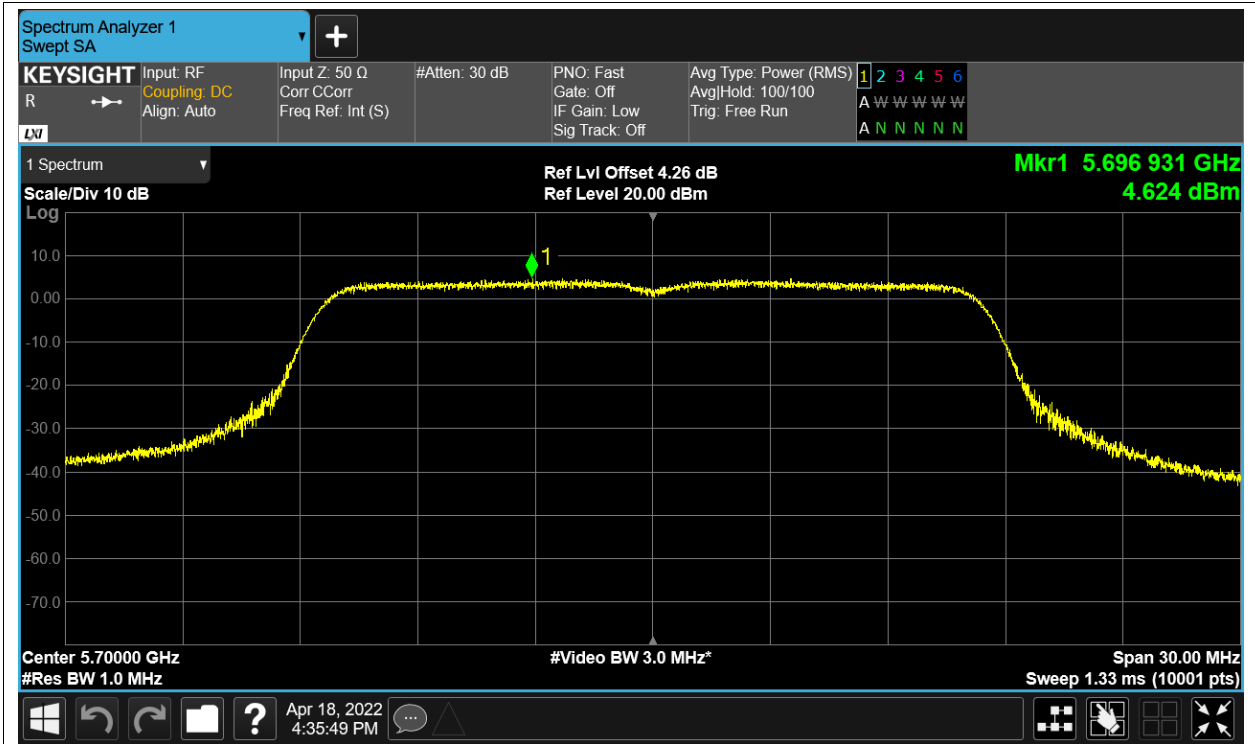 Spectrum Analyzer 1
Swept SA
KEYSIGHT
R
LXI
Input: RF
Coupling: DC
Align: Auto
Input Z: 50 Ω
Corr CCorr
Freq Ref: Int (S)
#Atten: 30 dB
PNO: Fast
Gate: Off
IF Gain: Low
Sig Track: Off
Avg Type: Power (RMS)
Avg|Hold: 100/100
Trig: Free Run
1 2 3 4 5 6
A W W W W W
A N N N N N
1 Spectrum
Scale/Div 10 dB
Ref Lvl Offset 4.26 dB
Ref Level 20.00 dBm
Mkr1 5.696 931 GHz
4.624 dBm
Log
10.0
0.00
-10.0
-20.0
-30.0
-40.0
-50.0
-60.0
-70.0
1
Center 5.70000 GHz
#Res BW 1.0 MHz
#Video BW 3.0 MHz*
Span 30.00 MHz
Sweep 1.33 ms (10001 pts)
?
Apr 18, 2022
4:35:49 PM